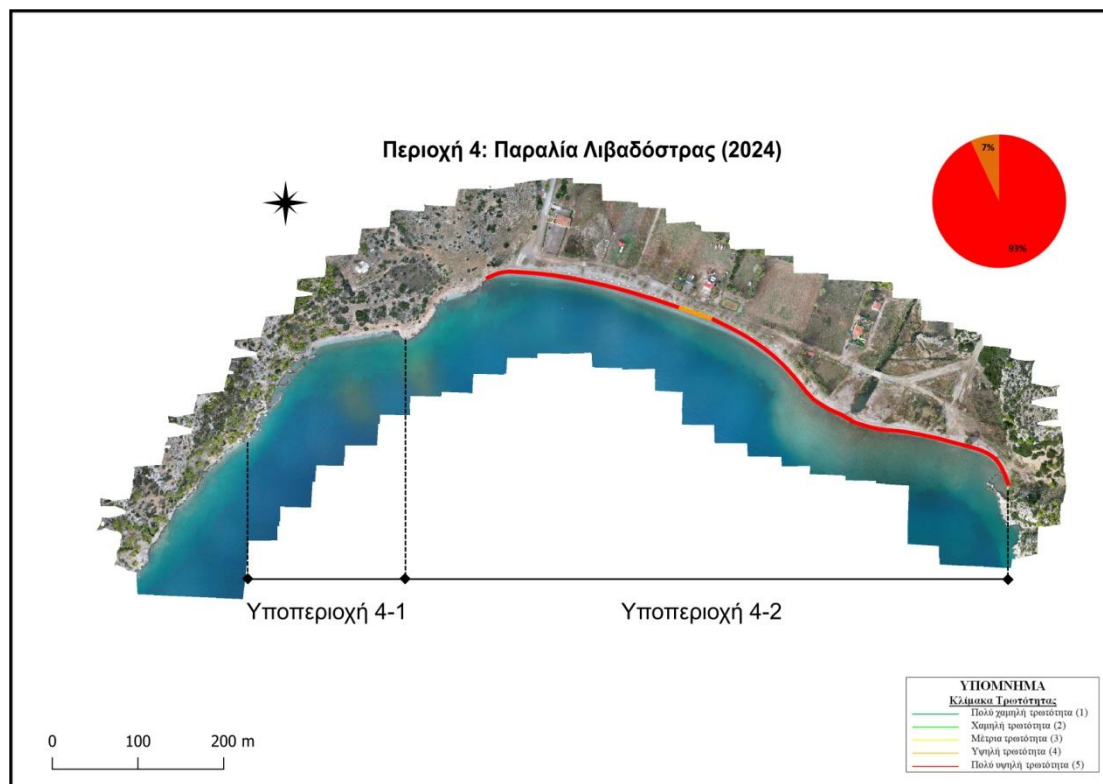 Περιοχή 4: Παραλία Λιβαδόστρας (2024)
7%
93%
Υποπεριοχή 4-1
Υποπεριοχή 4-2
0 100 200 m
ΥΠΟΜΝΗΜΑ
Κλίμακα Τρωτότητας
Πολύ χαμηλή τρωτότητα (1)
Χαμηλή τρωτότητα (2)
Μέτρια τρωτότητα (3)
Υψηλή τρωτότητα (4)
Πολύ υψηλή τρωτότητα (5)